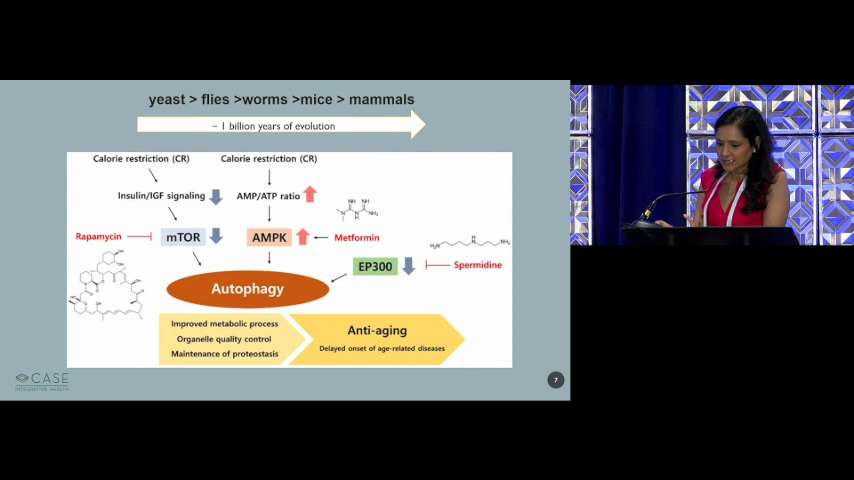 yeast > flies >worms >mice > mammals
~ 1 billion years of evolution
Calorie restriction (CR)
Calorie restriction (CR)
Insulin/IGF signaling
AMP/ATP ratio
Rapamycin
mTOR
AMPK
Metformin
EP300
Spermidine
Autophagy
Improved metabolic process
Organelle quality control
Maintenance of proteostasis
Anti-aging
Delayed onset of age-related diseases
CASE
INTEGRATIVE HEALTH
7